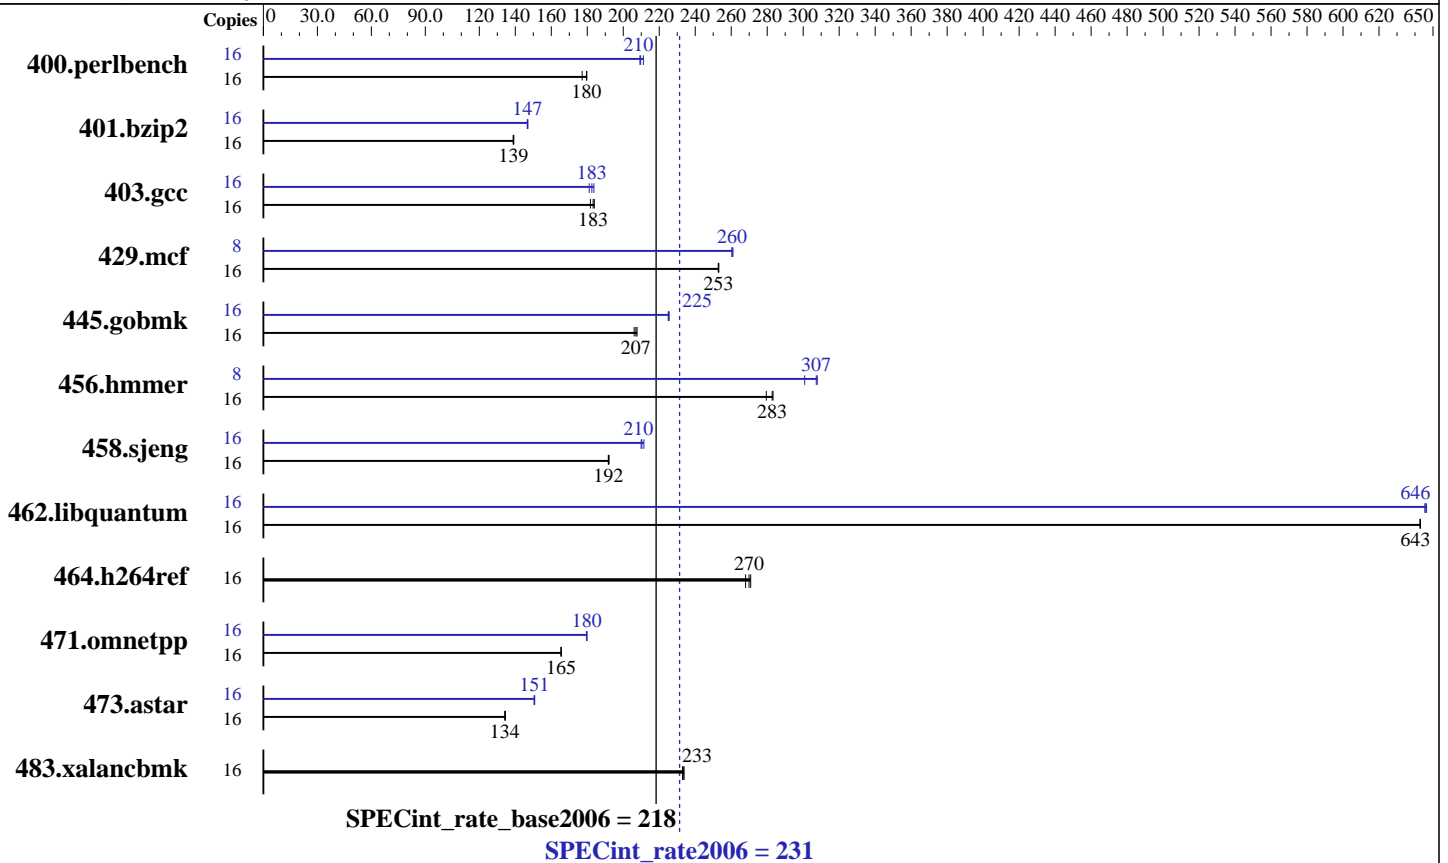 Copies 0 30.0 60.0 90.0 120 140 160 180 200 220 240 260 280 300 320 340 360 380 400 420 440 460 480 500 520 540 560 580 600 620 650
400.perlbench 16 210
16 180
401.bzip2 16 147
16 139
403.gcc 16 183
16 183
429.mcf 8 260
16 253
445.gobmk 16 225
16 207
456.hmmer 8 307
16 283
458.sjeng 16 210
16 192
462.libquantum 16 646
16 643
464.h264ref 16 270
471.omnetpp 16 180
16 165
473.astar 16 151
16 134
483.xalancbmk 16 233
SPECint_rate_base2006 = 218
SPECint_rate2006 = 231